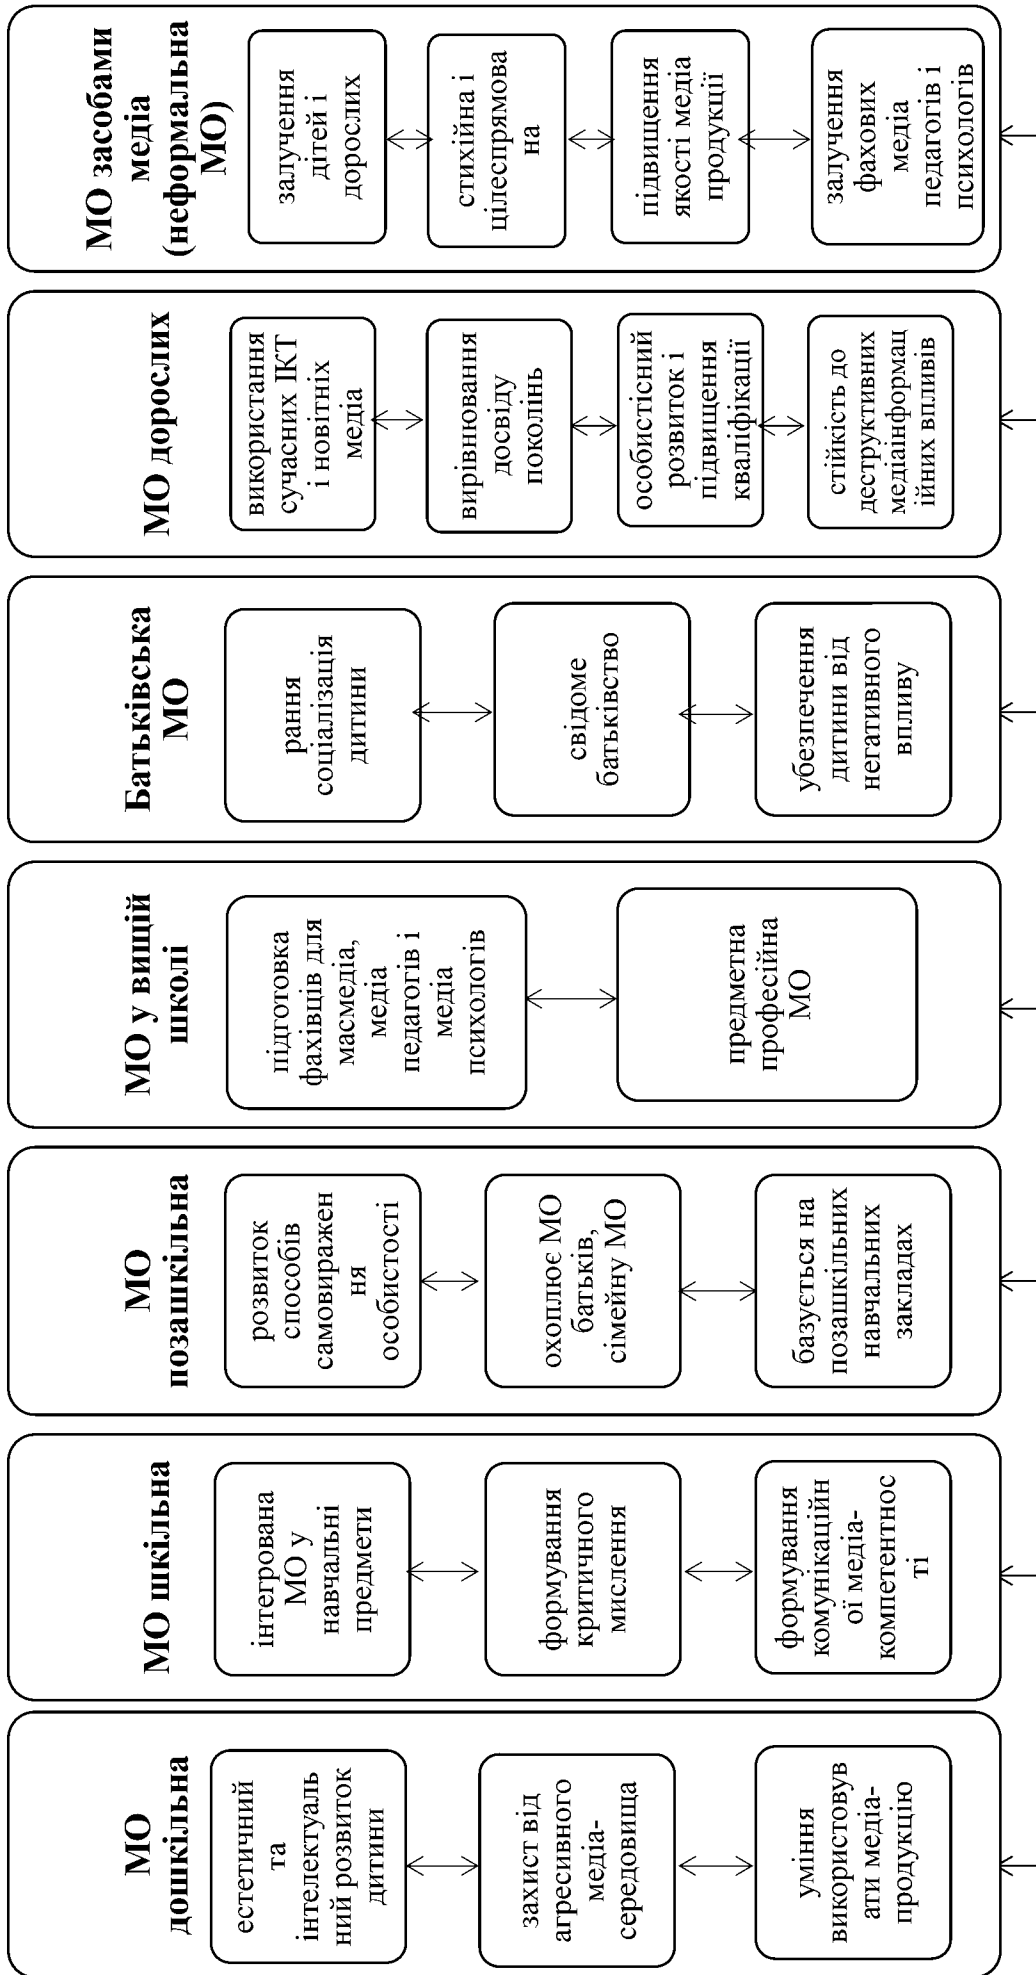 МО
дошкільна
естетичний
та
інтелектуаль
ний розвиток
дитини
захист від
агресивного
медіа-
середовища
уміння
використовув
ати медіа-
продукцію
МО шкільна
інтегрована
МО у
навчальні
предмети
формування
критичного
мислення
формування
комунікаційн
ої медіа-
компетентнос
ті
МО
позашкільна
розвиток
способів
самовиражен
ня
особистості
охоплює МО
батьків,
сімейну МО
базується на
позашкільних
навчальних
закладах
МО у вищій
школі
підготовка
фахівців для
масмедіа,
медіа
педагогів і
медіа
психологів
предметна
професійна
МО
Батьківська
МО
рання
соціалізація
дитини
свідоме
батьківство
убезпечення
дитини від
негативного
впливу
МО дорослих
використання
сучасних ІКТ
і новітніх
медіа
вирівнювання
досвіду
поколінь
особистісний
розвиток і
підвищення
кваліфікації
стійкість до
деструктивних
медіаінформац
ійних впливів
МО засобами
медіа
(неформальна
МО)
залучення
дітей і
дорослих
стихійна і
цілеспрямова
на
підвищення
якості медіа
продукції
залучення
фахових
медіа
педагогів і
психологів